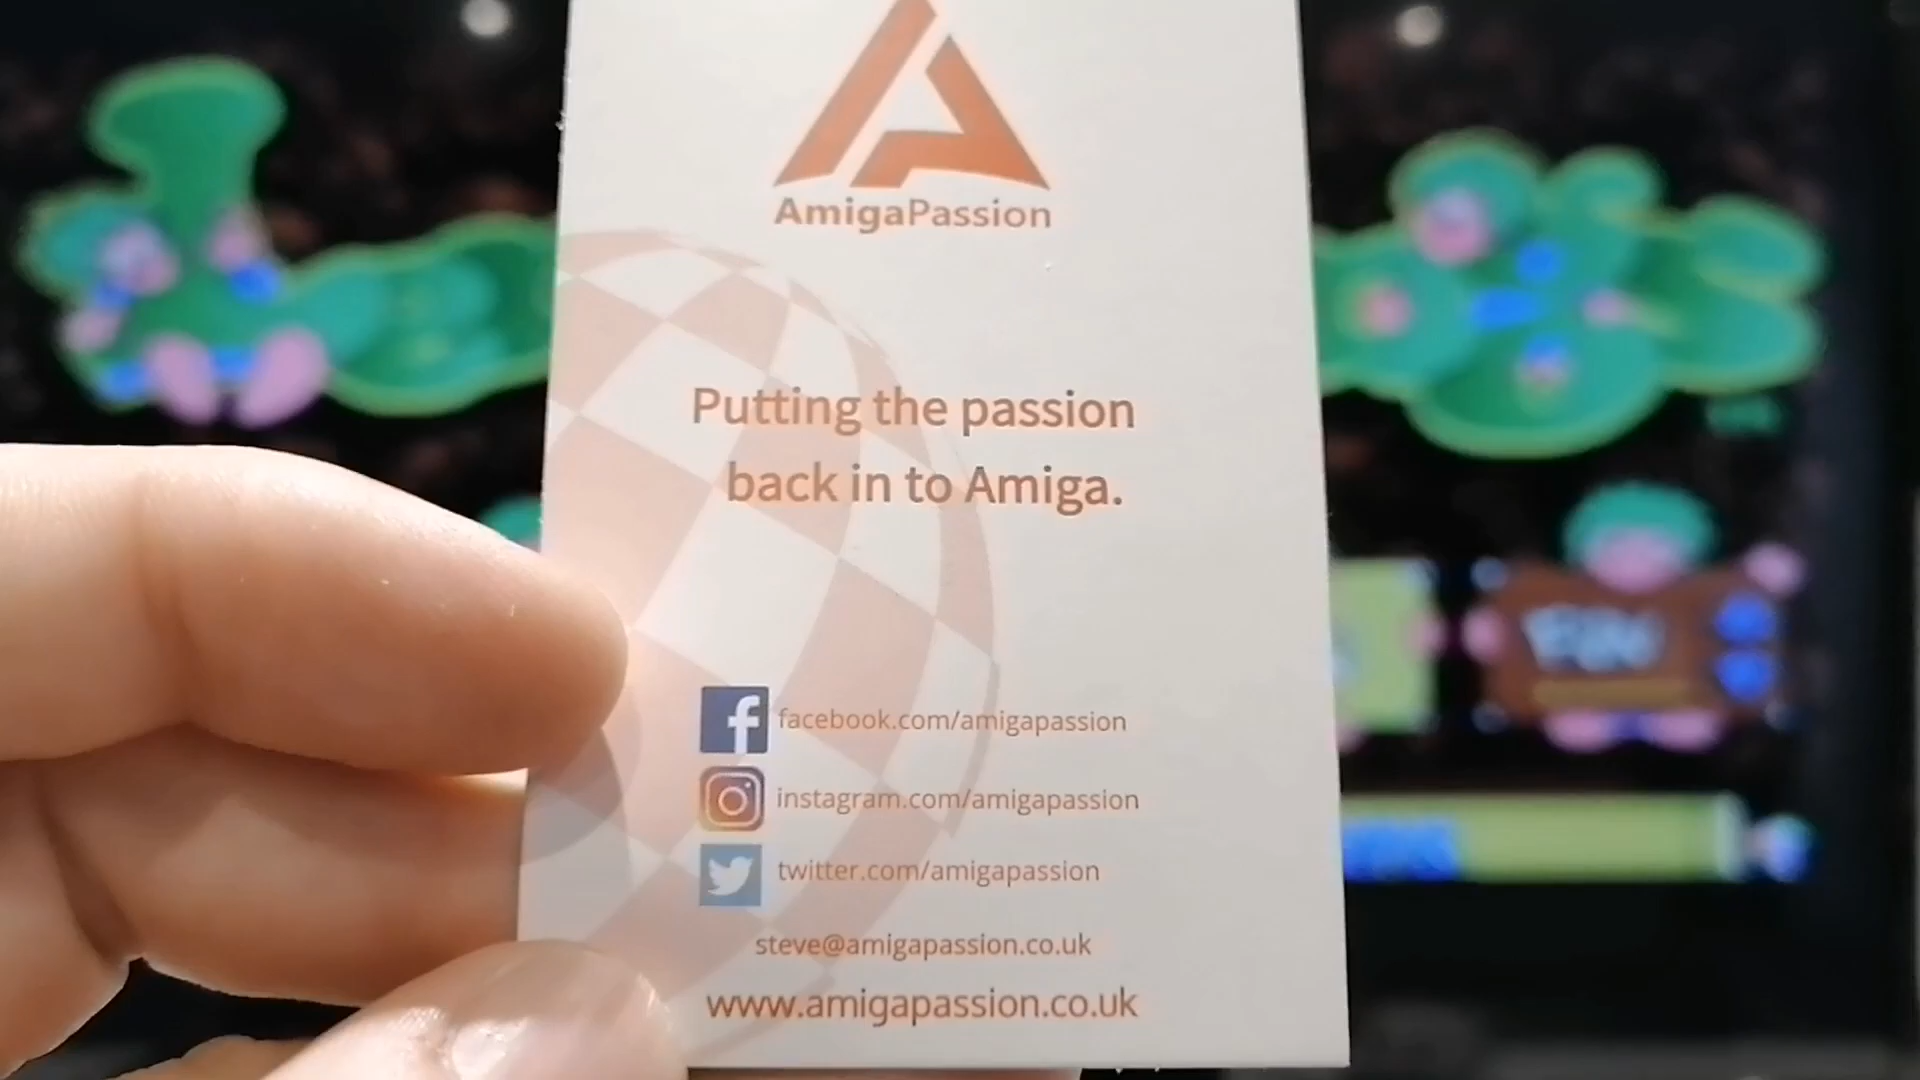 AmigaPassion
Putting the passion
back in to Amiga.
facebook.com/amigapassion
instagram.com/amigapassion
twitter.com/amigapassion
steve@amigapassion.co.uk
www.amigapassion.co.uk